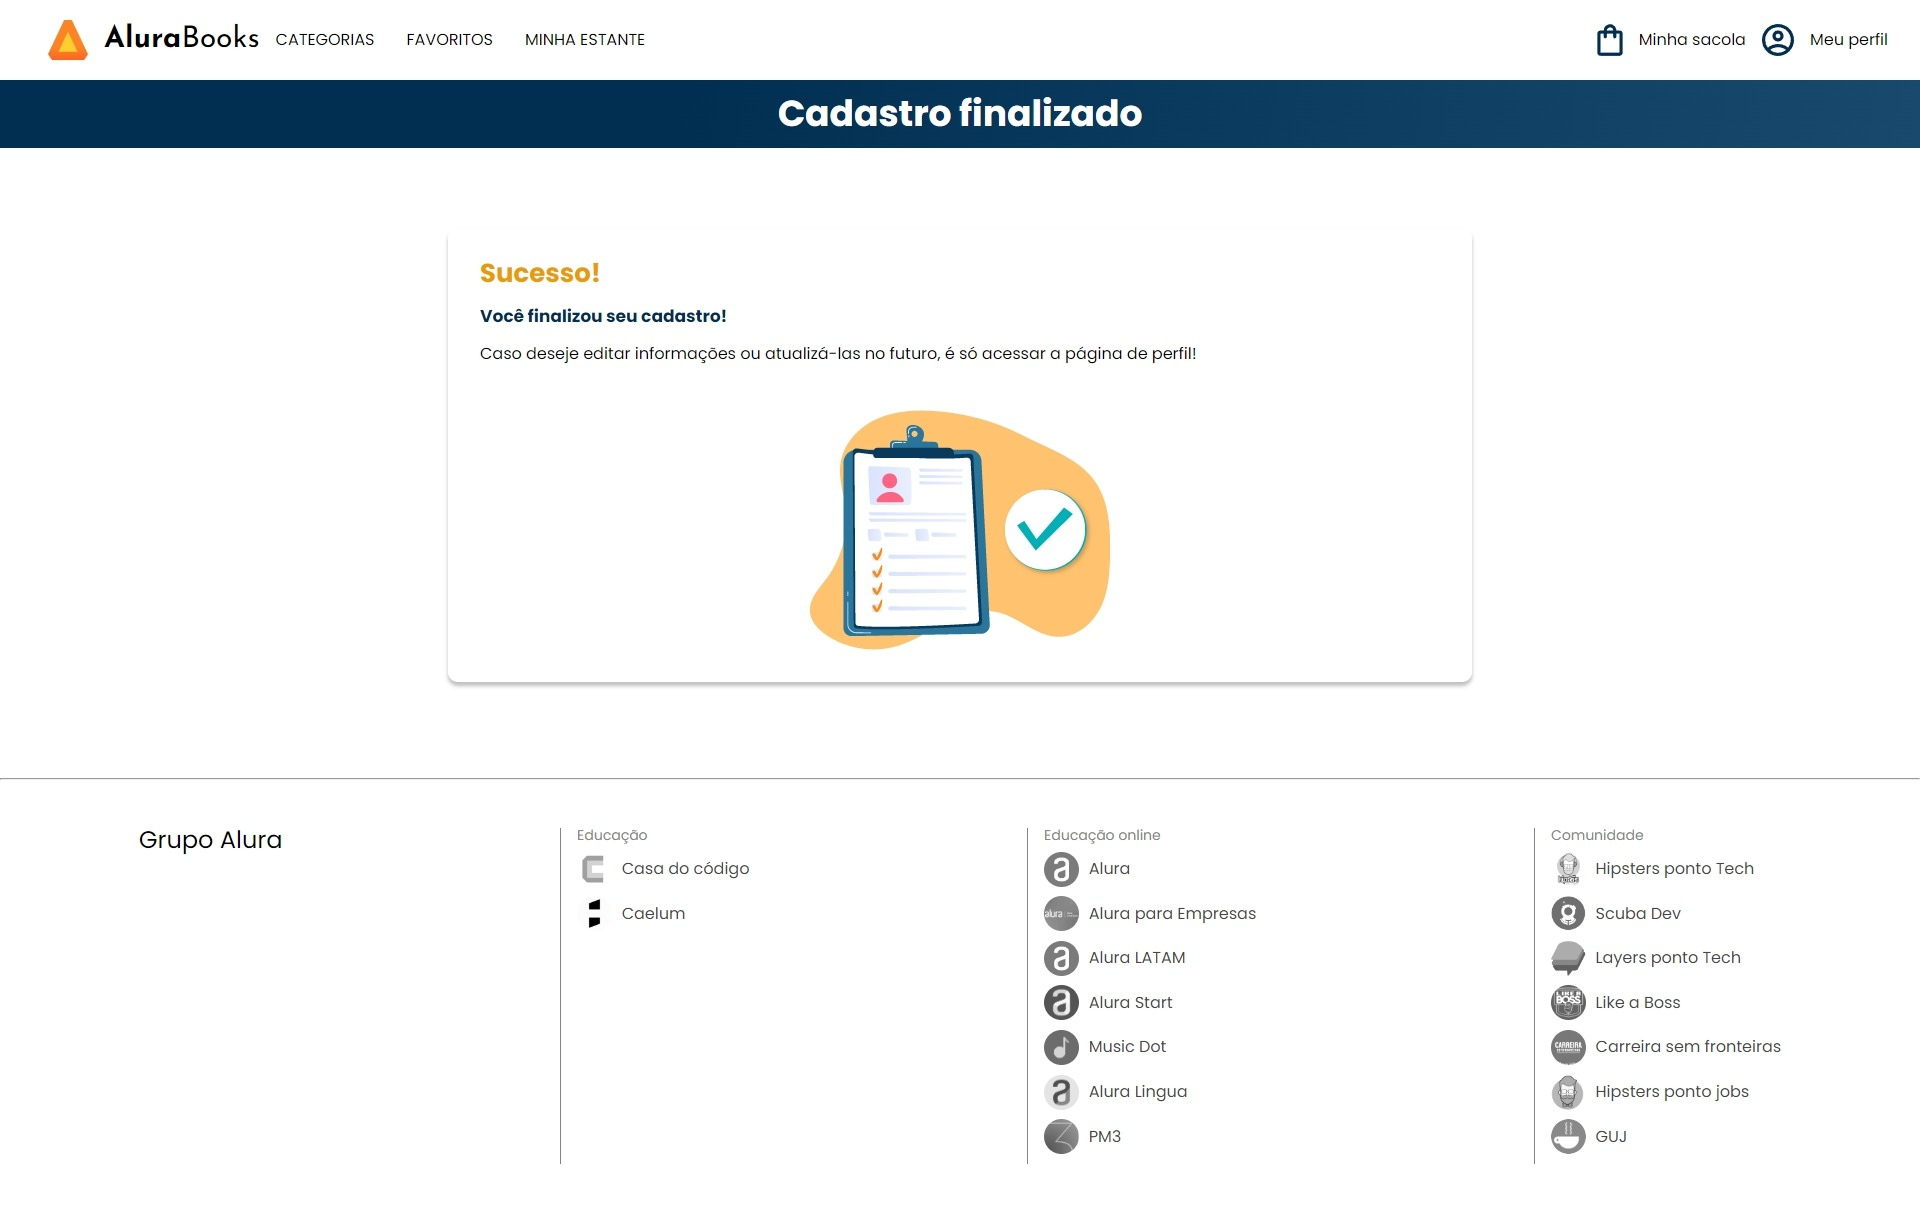 AluraBooks CATEGORIAS FAVORITOS MINHA ESTANTE Minha sacola Meu perfil
Cadastro finalizado
Sucesso!
Você finalizou seu cadastro!
Caso deseje editar informações ou atualizá-las no futuro, é só acessar a página de perfil!
Grupo Alura
Educação
Casa do código
Caelum
Educação online
Alura
Alura para Empresas
Alura LATAM
Alura Start
Music Dot
Alura Lingua
PM3
Comunidade
Hipsters ponto Tech
Scuba Dev
Layers ponto Tech
Like a Boss
Carreira sem fronteiras
Hipsters ponto jobs
GUJ